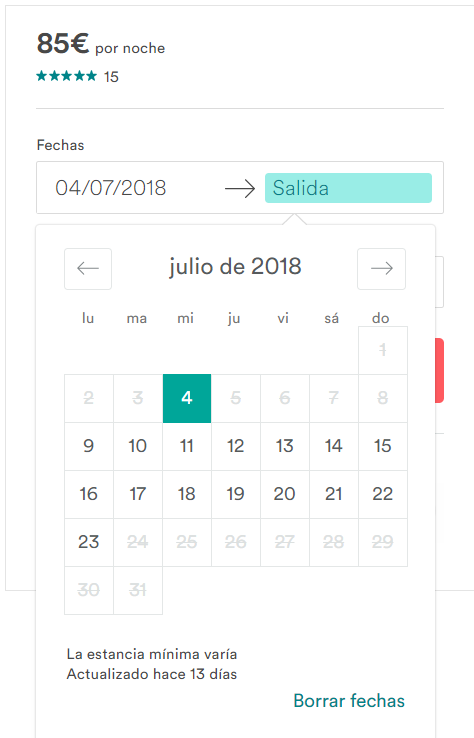 85€ por noche
15
Fechas
04/07/2018 Salida
julio de 2018
lu ma mi ju vi sá do
1
2 3 4 5 6 7 8
9 10 11 12 13 14 15
16 17 18 19 20 21 22
23 24 25 26 27 28 29
30 31
La estancia mínima varía
Actualizado hace 13 días
Borrar fechas